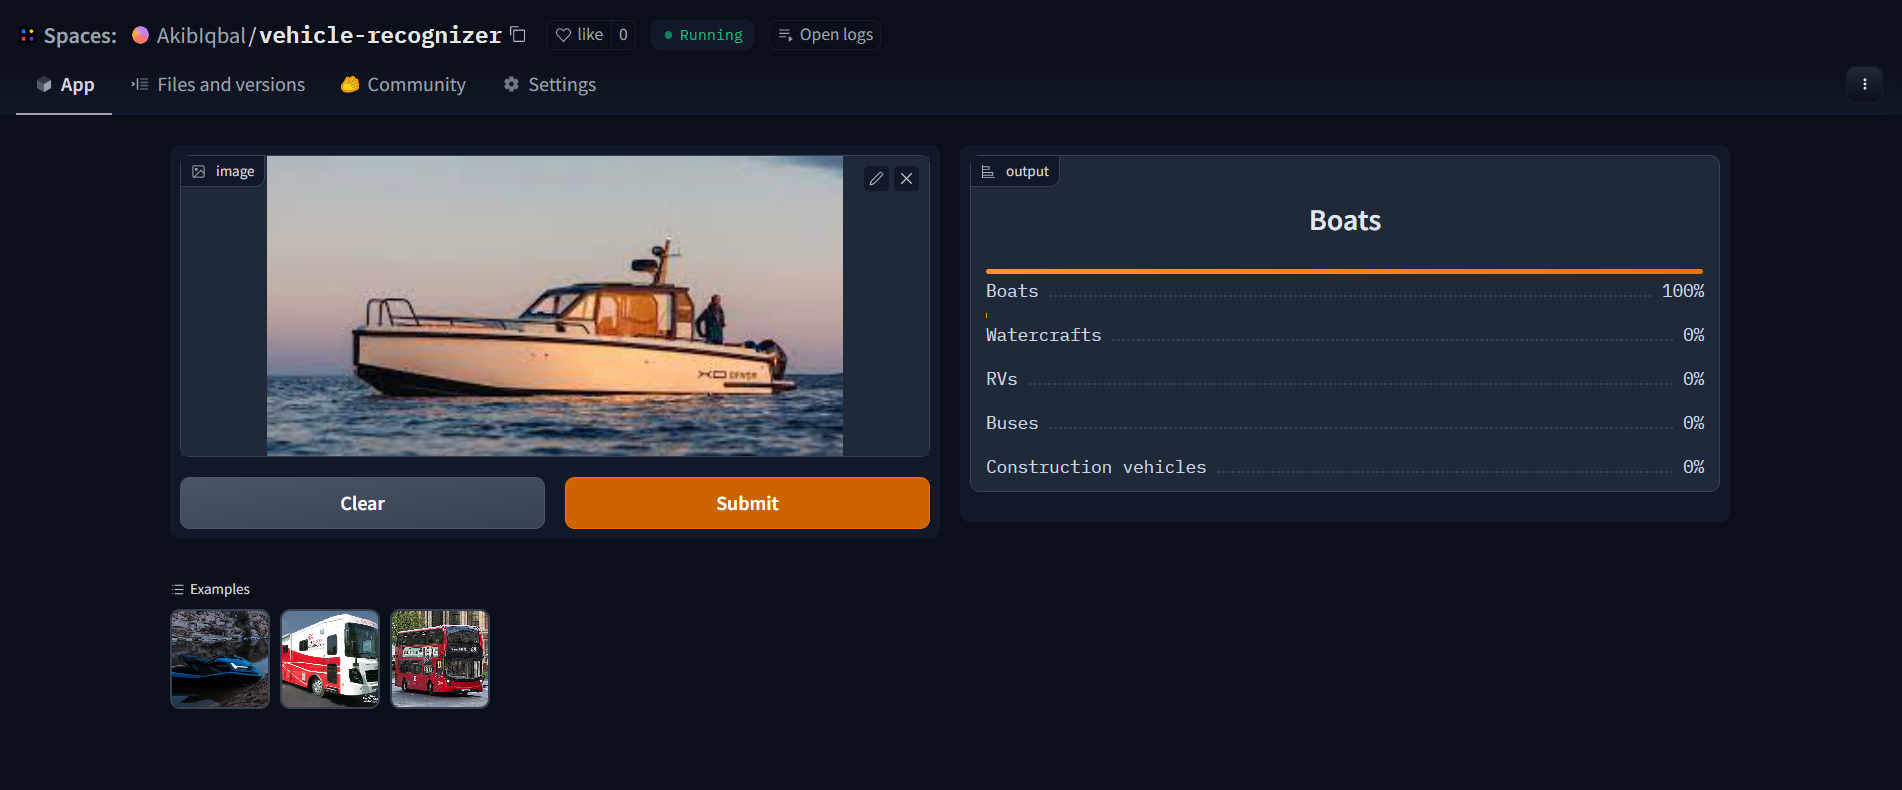 Spaces: AkibIqbal/vehicle-recognizer like 0 Running Open logs
App Files and versions Community Settings
image
XO
Clear Submit
output
Boats
Boats 100%
Watercrafts 0%
RVs 0%
Buses 0%
Construction vehicles 0%
Examples